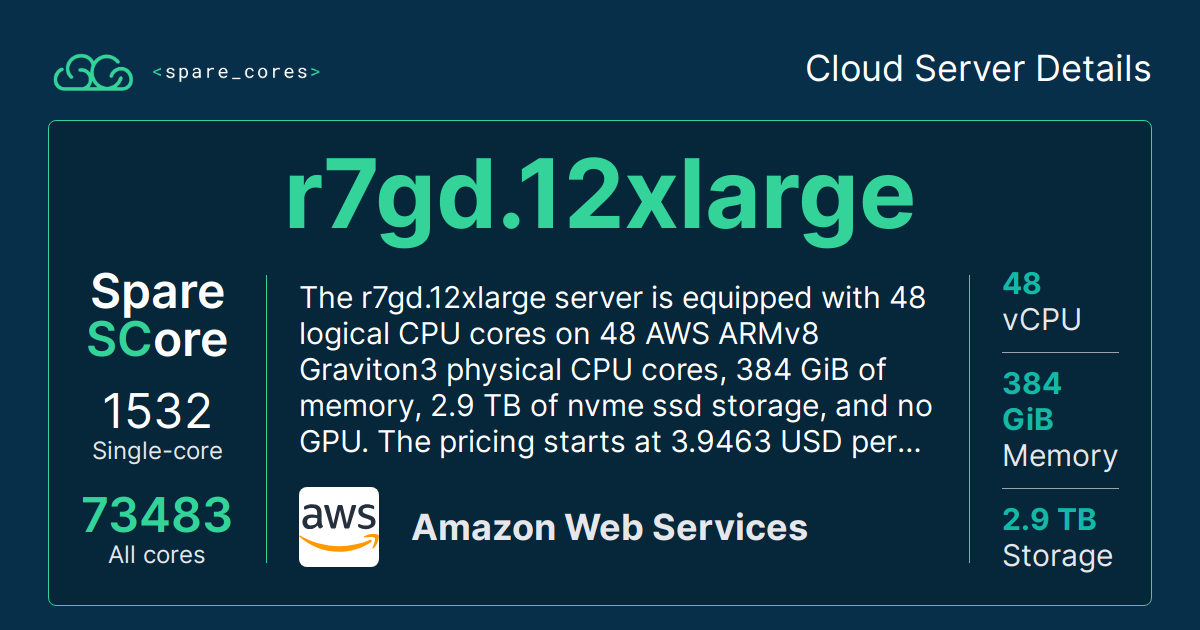 <spare_cores>
Cloud Server Details
r7gd.12xlarge
Spare
SCore
1532
Single-core
73483
All cores
The r7gd.12xlarge server is equipped with 48
logical CPU cores on 48 AWS ARMv8
Graviton3 physical CPU cores, 384 GiB of
memory, 2.9 TB of nvme ssd storage, and no
GPU. The pricing starts at 3.9463 USD per...
aws
Amazon Web Services
48
vCPU
384
GiB
Memory
2.9 TB
Storage